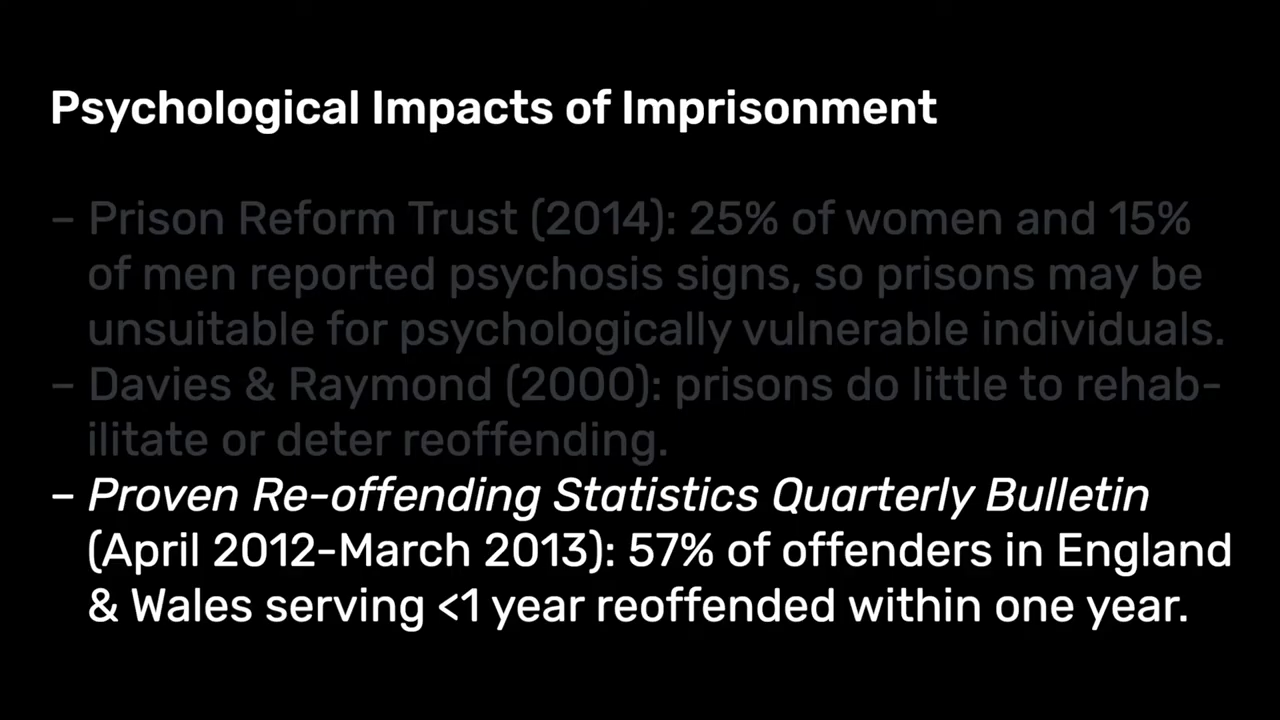 Psychological Impacts of Imprisonment
– Prison Reform Trust (2014): 25% of women and 15%
of men reported psychosis signs, so prisons may be
unsuitable for psychologically vulnerable individuals.
– Davies & Raymond (2000): prisons do little to rehab-
ilitate or deter reoffending.
– Proven Re-offending Statistics Quarterly Bulletin
(April 2012-March 2013): 57% of offenders in England
& Wales serving <1 year reoffended within one year.